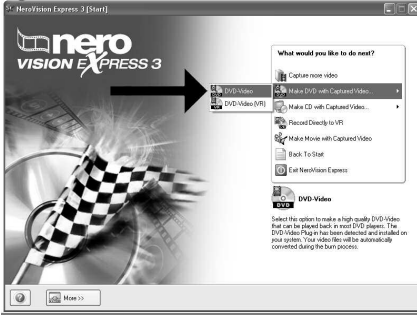 NeroVision Express 3 [Start]
nero
VISION EXPRESS 3
What would you like to do next?
Capture more video
Make DVD with Captured Video...
DVD-Video
DVD-Video (VR)
Make CD with Captured Video...
Record Directly to VR
Make Movie with Captured Video
Back To Start
Exit NeroVision Express
DVD
DVD-Video
Select this option to make a high quality DVD-Video
that can be played back in most DVD players. The
DVD-Video Plug-in has been detected and installed on
your system. Your video files will be automatically
converted during the burn process.
? More >>